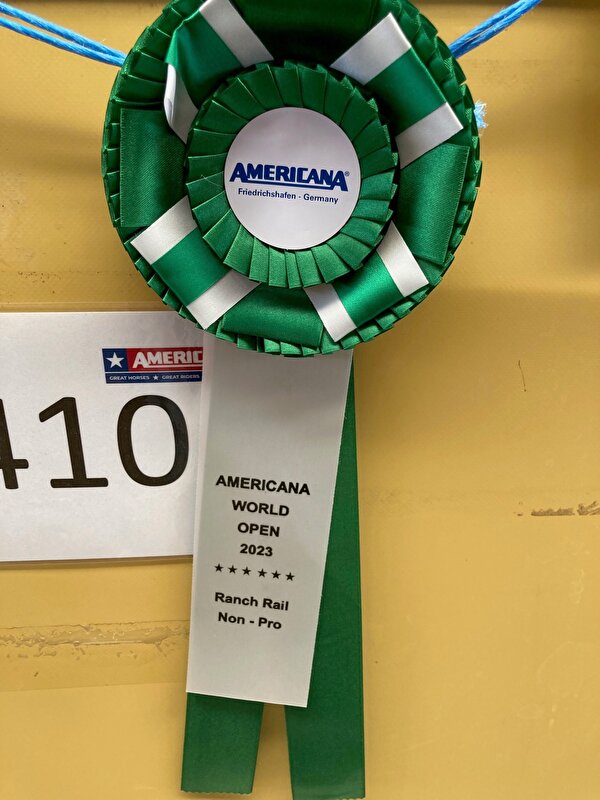 AMERICANA®
Friedrichshafen - Germany
AMERIC
GREAT HORSES ★ GREAT RIDERS
410
AMERICANA
WORLD
OPEN
2023
★★★★★★
Ranch Rail
Non - Pro